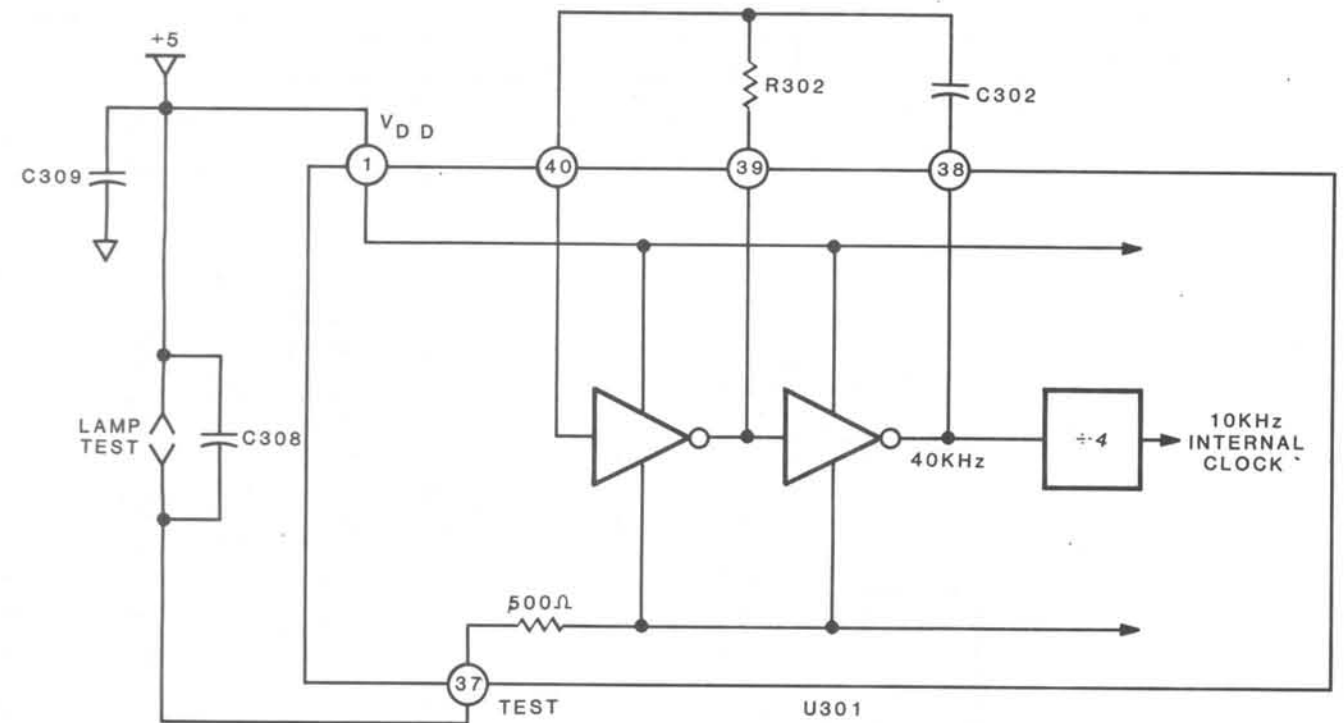 +5
R302
C302
V D D
C309
1
40
39
38
LAMP
TEST
C308
40KHz
÷4
10KHz
INTERNAL
CLOCK
500Ω
37
TEST
U301